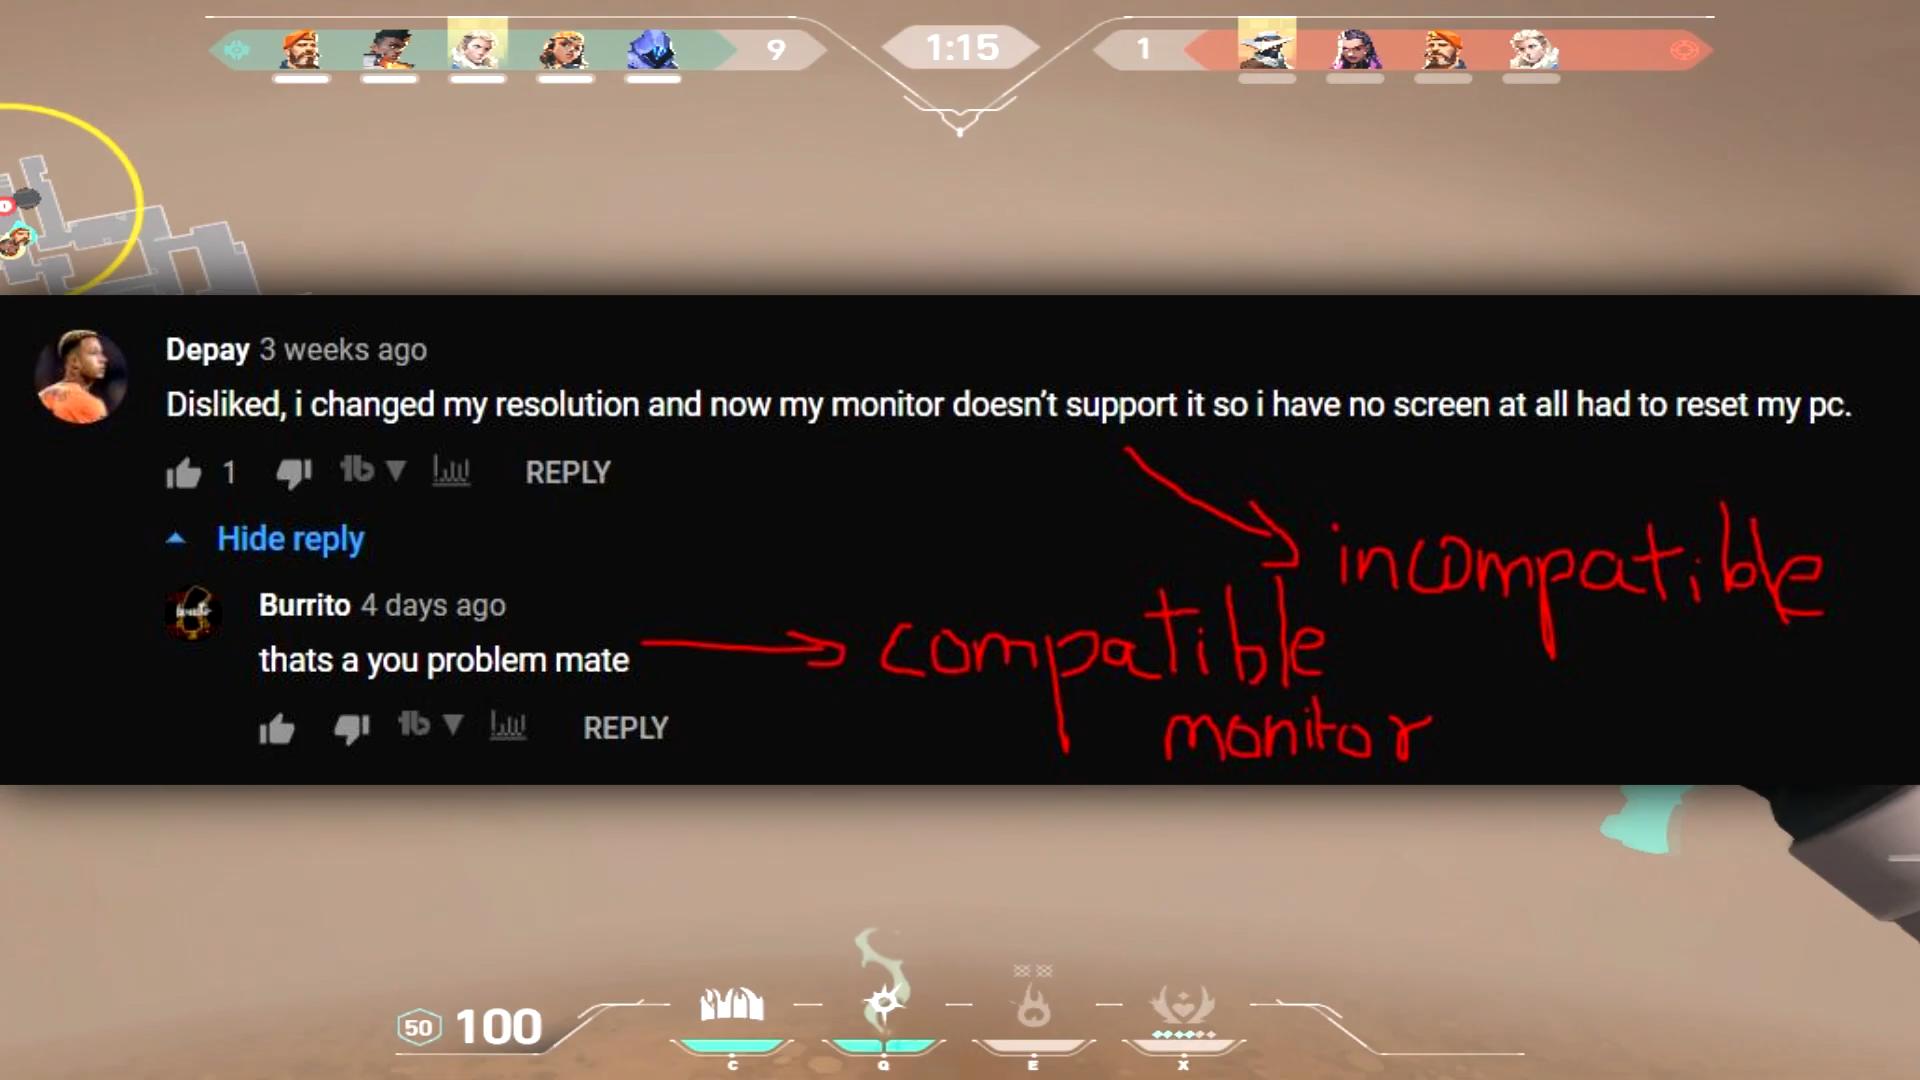 9 1:15 1
Depay 3 weeks ago
Disliked, i changed my resolution and now my monitor doesn't support it so i have no screen at all had to reset my pc.
1 REPLY
Hide reply
incompatible
Burrito 4 days ago
thats a you problem mate
compatible
monitor
REPLY
50 100
C Q E X